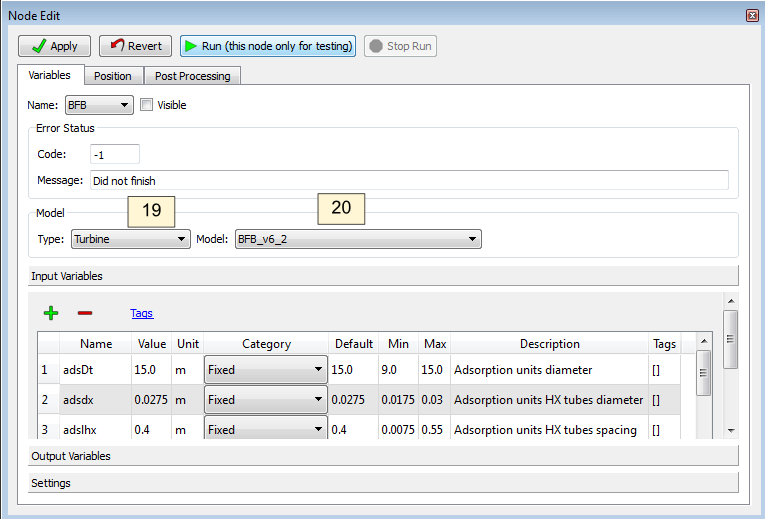 Node Edit
Apply Revert Run (this node only for testing) Stop Run
Variables Position Post Processing
Name: BFB Visible
Error Status
Code: -1
Message: Did not finish
19 20
Model
Type: Turbine Model: BFB_v6_2
Input Variables
Tags
Name Value Unit Category Default Min Max Description Tags
1 adsDt 15.0 m Fixed 15.0 9.0 15.0 Adsorption units diameter []
2 adsdx 0.0275 m Fixed 0.0275 0.0175 0.03 Adsorption units HX tubes diameter []
3 adslhx 0.4 m Fixed 0.4 0.0075 0.55 Adsorption units HX tubes spacing []
Output Variables
Settings